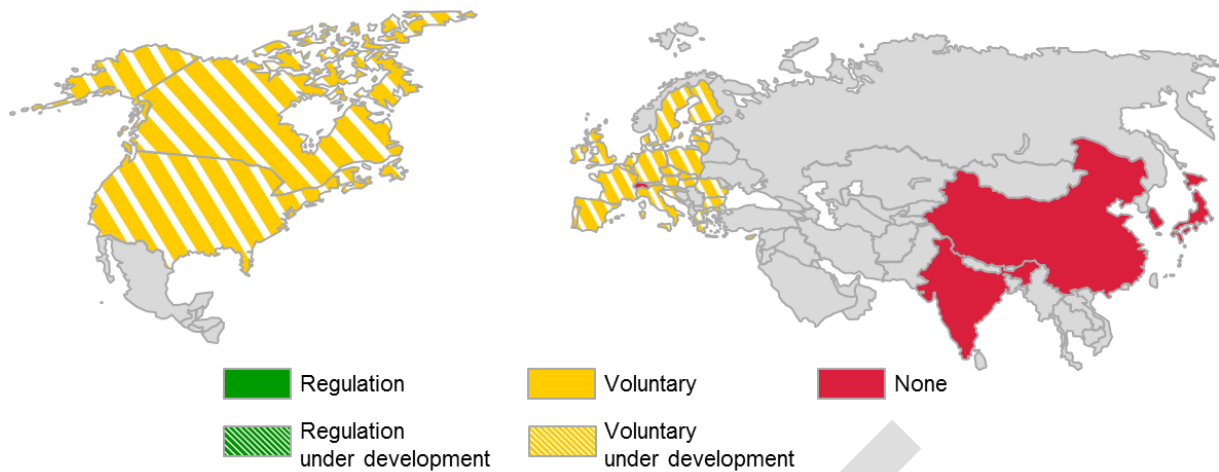 Regulation
Voluntary
None
Regulation
under development
Voluntary
under development